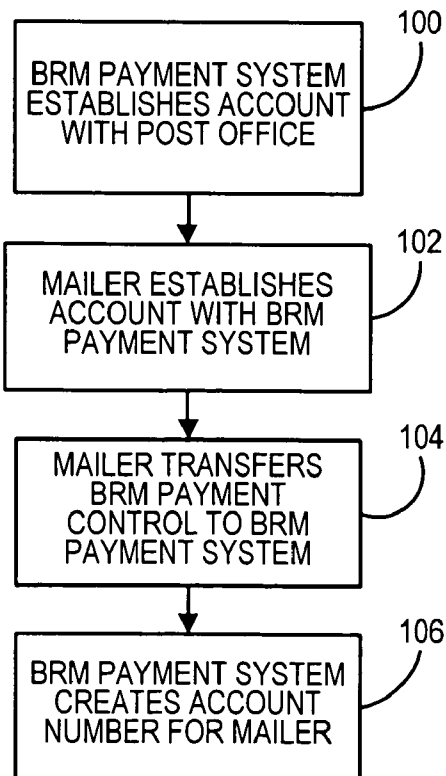 100
BRM PAYMENT SYSTEM
ESTABLISHES ACCOUNT
WITH POST OFFICE
102
MAILER ESTABLISHES
ACCOUNT WITH BRM
PAYMENT SYSTEM
104
MAILER TRANSFERS
BRM PAYMENT
CONTROL TO BRM
PAYMENT SYSTEM
106
BRM PAYMENT SYSTEM
CREATES ACCOUNT
NUMBER FOR MAILER